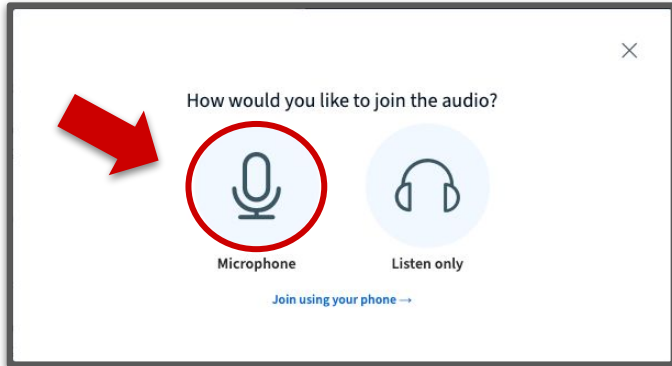 How would you like to join the audio?
Microphone
Listen only
Join using your phone →